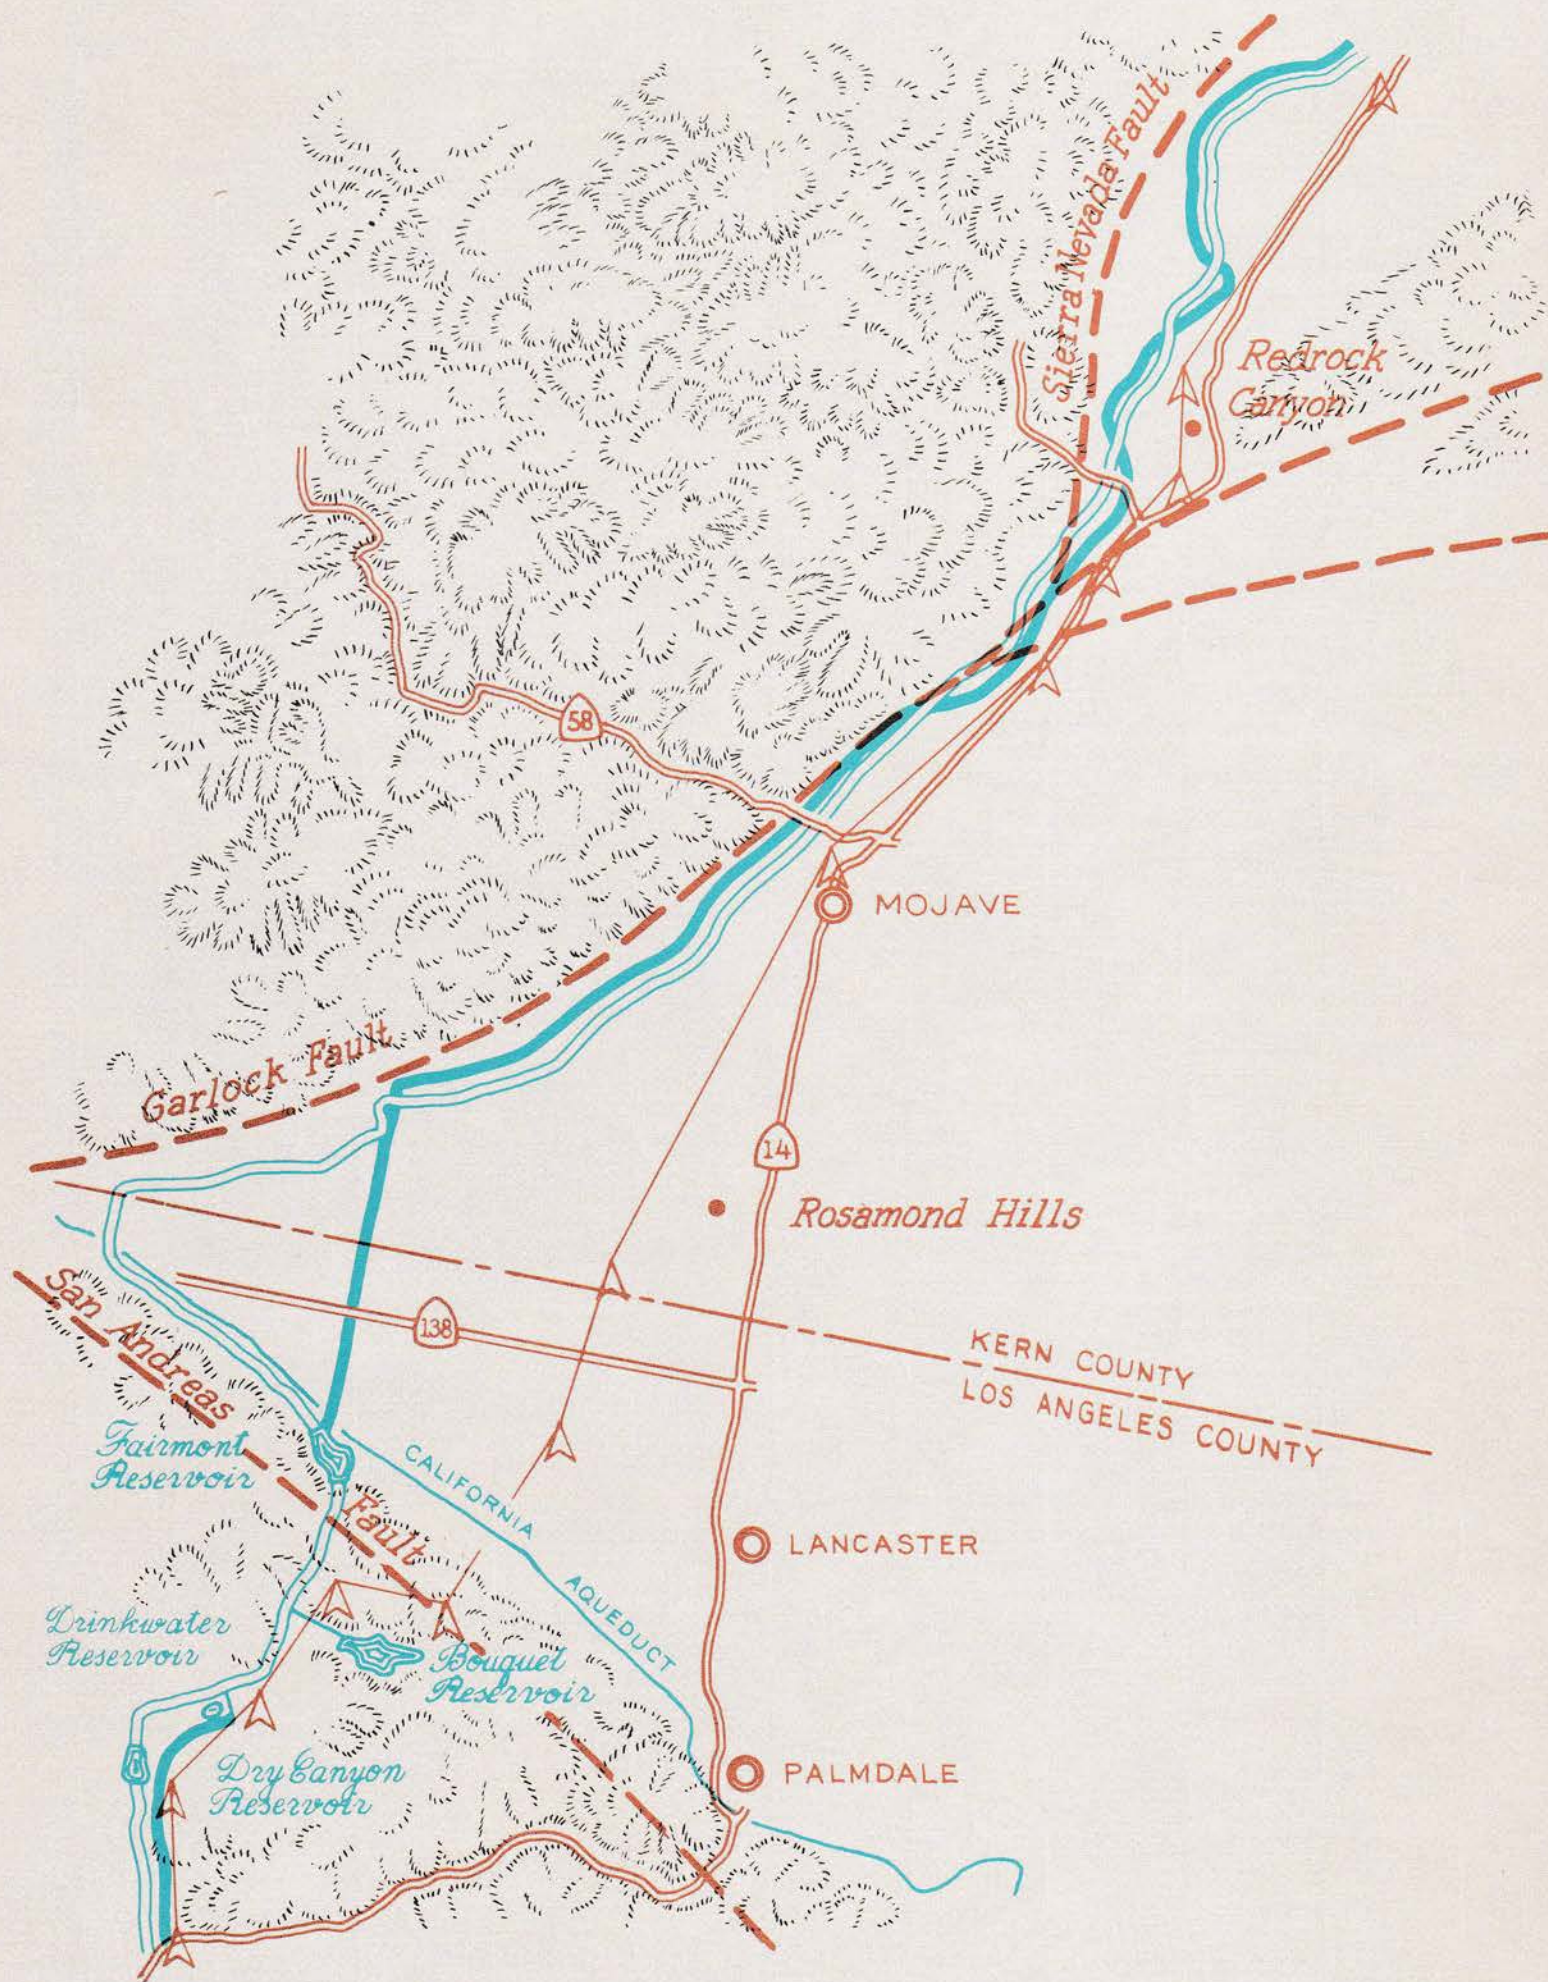 Sierra Nevada Fault
Redrock
Canyon
58
MOJAVE
Garlock Fault
14
Rosamond Hills
138
KERN COUNTY
LOS ANGELES COUNTY
San Andreas
Fault
Fairmont
Reservoir
CALIFORNIA
AQUEDUCT
LANCASTER
Drinkwater
Reservoir
Bouquet
Reservoir
Dry Canyon
Reservoir
PALMDALE